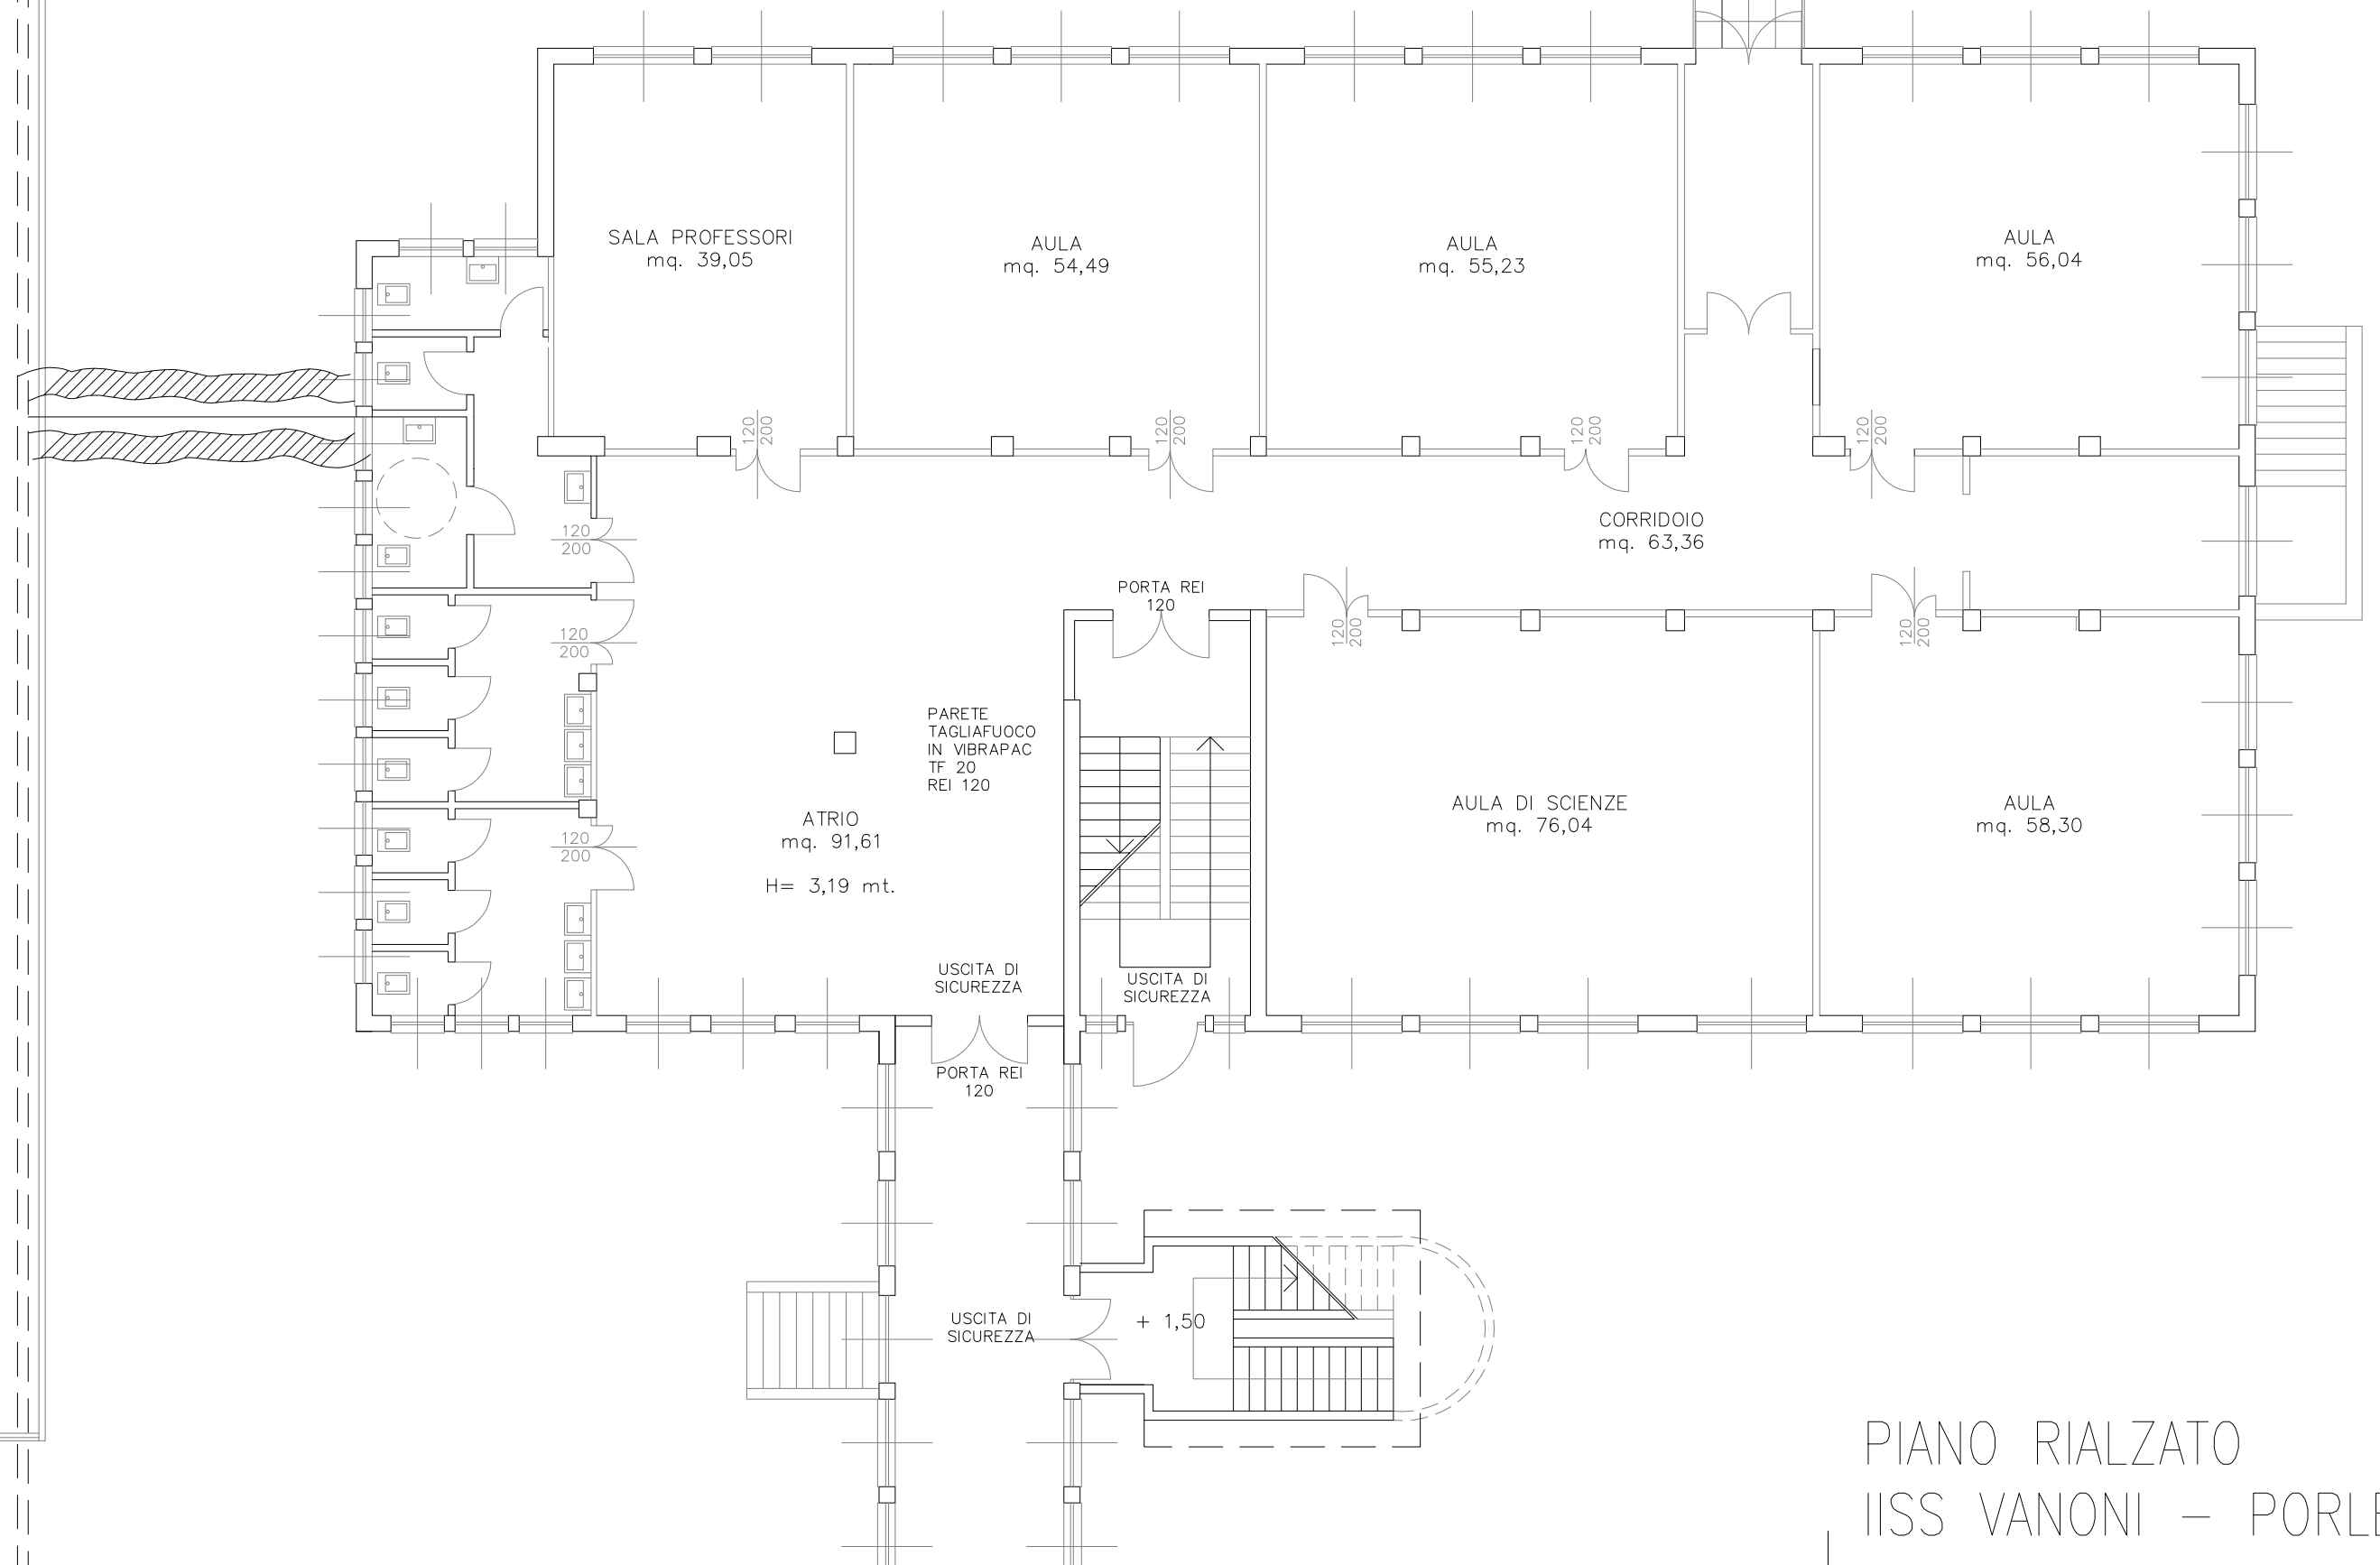 SALA PROFESSORI
mq. 39,05
AULA
mq. 54,49
AULA
mq. 55,23
AULA
mq. 56,04
120
200
120
200
120
200
120
200
CORRIDOIO
mq. 63,36
120
200
PORTA REI
120
120
200
120
200
120
200
PARETE
TAGLIAFUOCO
IN VIBRAPAC
TF 20
REI 120
ATRIO
mq. 91,61
H= 3,19 mt.
AULA DI SCIENZE
mq. 76,04
AULA
mq. 58,30
120
200
USCITA DI
SICUREZZA
USCITA DI
SICUREZZA
PORTA REI
120
USCITA DI
SICUREZZA
+ 1,50
PIANO RIALZATO
IISS VANONI - PORLE